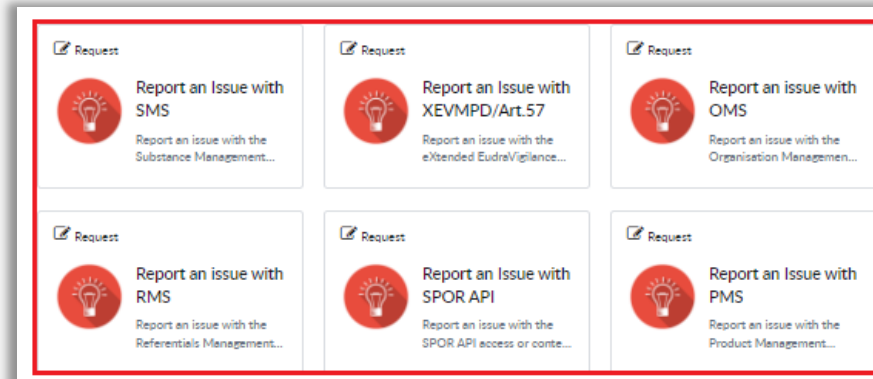 Request
Report an Issue with
SMS
Report an issue with the
Substance Management...
Request
Report an Issue with
XEVMPD/Art.57
Report an issue with the
eXtended EudraVigilance...
Request
Report an issue with
OMS
Report an issue with the
Organisation Managemen...
Request
Report an issue with
RMS
Report an issue with the
Referentials Management...
Request
Report an Issue with
SPOR API
Report an issue with the
SPOR API access or conte...
Request
Report an Issue with
PMS
Report an issue with the
Product Management...